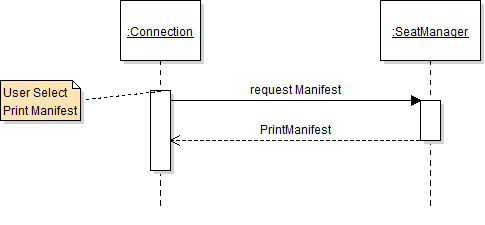 :Connection
:SeatManager
User Select
Print Manifest
request Manifest
PrintManifest